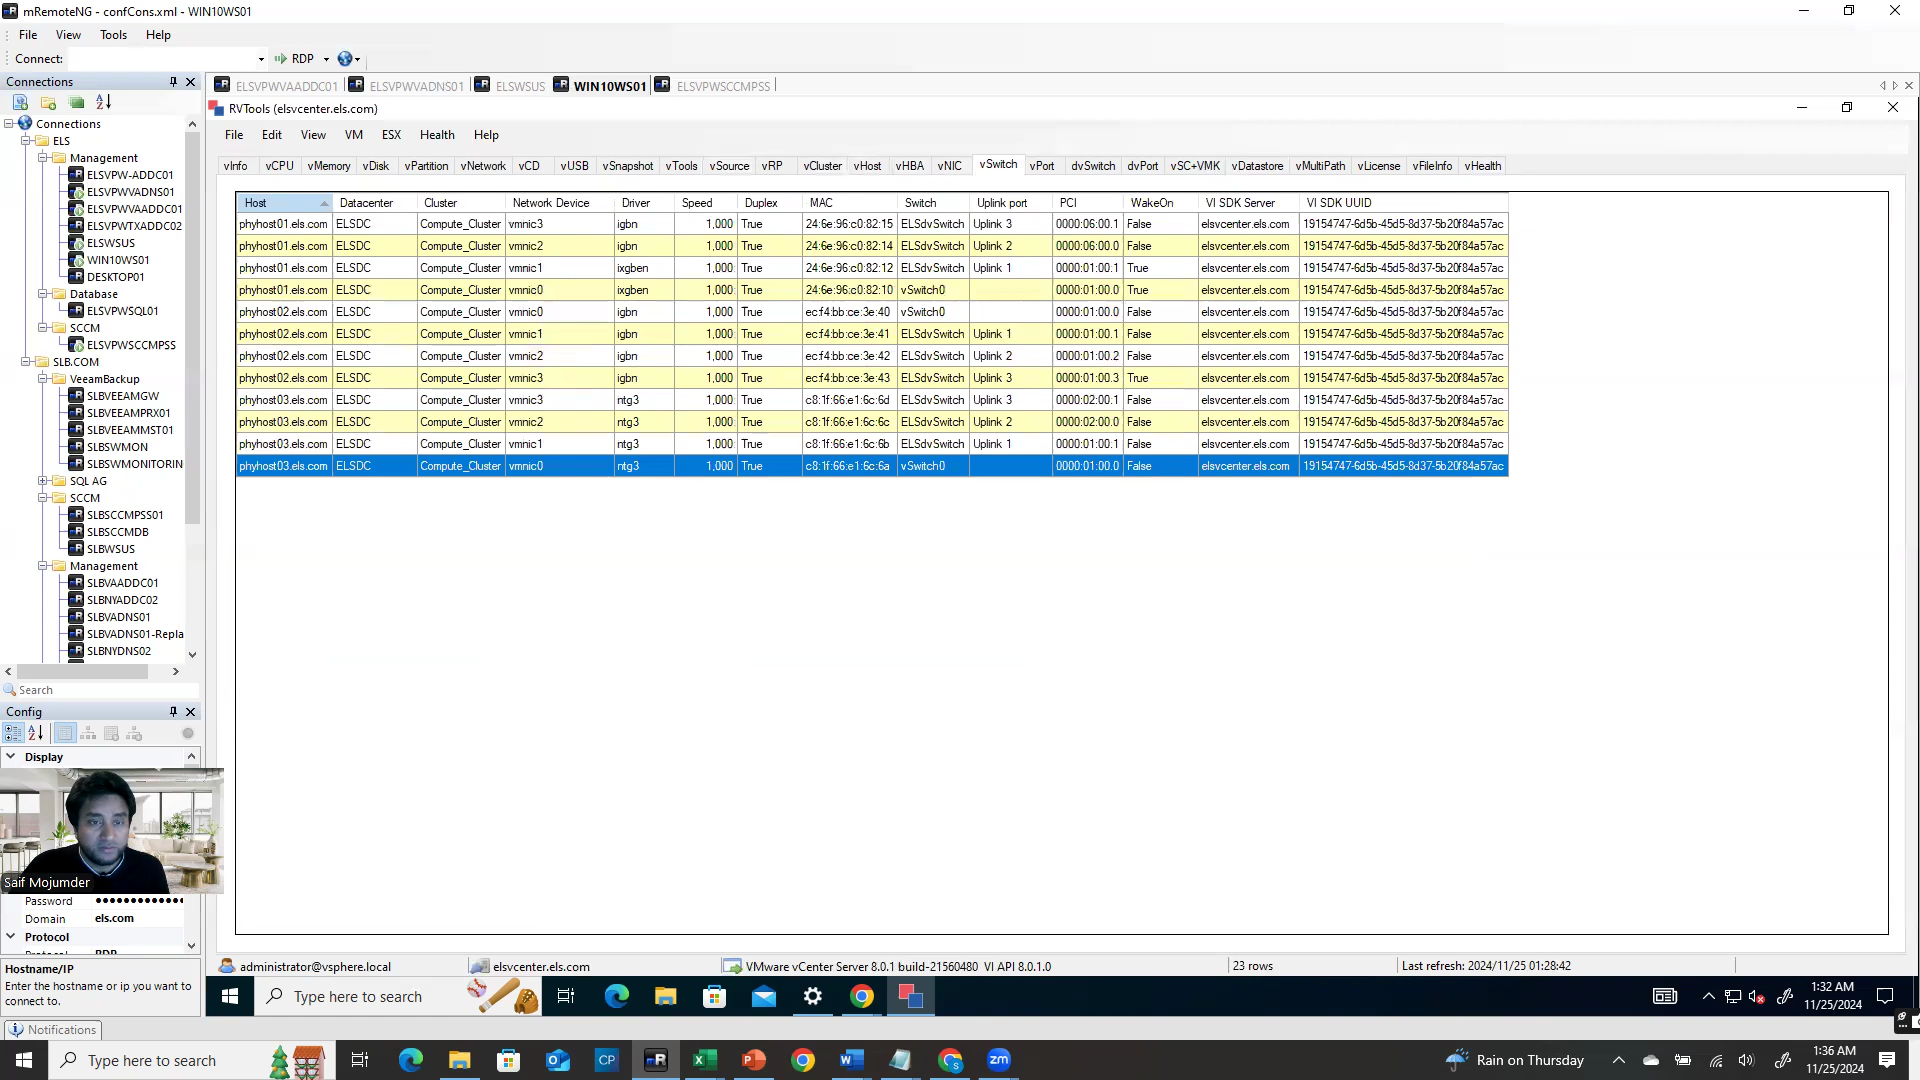 mRemoteNG - confCons.xml - WIN10WS01
File View Tools Help
Connect: RDP
Connections
ELSVPWVAADDC01 ELSVPWVADNS01 ELSWSUS WIN10WS01 ELSVPWSCCMPSS
RVTools (elsvcenter.els.com)
File Edit View VM ESX Health Help
vInfo vCPU vMemory vDisk vPartition vNetwork vCD vUSB vSnapshot vTools vSource vRP vCluster vHost vHBA vNIC vSwitch vPort dvSwitch dvPort vSC+VMK vDatastore vMultiPath vLicense vFileInfo vHealth
Host Datacenter Cluster Network Device Driver Speed Duplex MAC Switch Uplink port PCI WakeOn VI SDK Server VI SDK UUID
phyhost01.els.com ELSDC Compute_Cluster vmnic3 igbn 1,000 True 24:6e:96:c0:82:15 ELSdvSwitch Uplink 3 0000:06:00.1 False elsvcenter.els.com 19154747-6d5b-45d5-8d37-5b20f84a57ac
phyhost01.els.com ELSDC Compute_Cluster vmnic2 igbn 1,000 True 24:6e:96:c0:82:14 ELSdvSwitch Uplink 2 0000:06:00.0 False elsvcenter.els.com 19154747-6d5b-45d5-8d37-5b20f84a57ac
phyhost01.els.com ELSDC Compute_Cluster vmnic1 ixgben 1,000 True 24:6e:96:c0:82:12 ELSdvSwitch Uplink 1 0000:01:00.1 True elsvcenter.els.com 19154747-6d5b-45d5-8d37-5b20f84a57ac
phyhost01.els.com ELSDC Compute_Cluster vmnic0 ixgben 1,000 True 24:6e:96:c0:82:10 vSwitch0 0000:01:00.0 True elsvcenter.els.com 19154747-6d5b-45d5-8d37-5b20f84a57ac
phyhost02.els.com ELSDC Compute_Cluster vmnic0 igbn 1,000 True ec:f4:bb:ce:3e:40 vSwitch0 0000:01:00.0 False elsvcenter.els.com 19154747-6d5b-45d5-8d37-5b20f84a57ac
phyhost02.els.com ELSDC Compute_Cluster vmnic1 igbn 1,000 True ec:f4:bb:ce:3e:41 ELSdvSwitch Uplink 1 0000:01:00.1 False elsvcenter.els.com 19154747-6d5b-45d5-8d37-5b20f84a57ac
phyhost02.els.com ELSDC Compute_Cluster vmnic2 igbn 1,000 True ec:f4:bb:ce:3e:42 ELSdvSwitch Uplink 2 0000:01:00.2 False elsvcenter.els.com 19154747-6d5b-45d5-8d37-5b20f84a57ac
phyhost02.els.com ELSDC Compute_Cluster vmnic3 igbn 1,000 True ec:f4:bb:ce:3e:43 ELSdvSwitch Uplink 3 0000:01:00.3 True elsvcenter.els.com 19154747-6d5b-45d5-8d37-5b20f84a57ac
phyhost03.els.com ELSDC Compute_Cluster vmnic3 ntg3 1,000 True c8:1f:66:e1:6c:6d ELSdvSwitch Uplink 3 0000:02:00.1 False elsvcenter.els.com 19154747-6d5b-45d5-8d37-5b20f84a57ac
phyhost03.els.com ELSDC Compute_Cluster vmnic2 ntg3 1,000 True c8:1f:66:e1:6c:6c ELSdvSwitch Uplink 2 0000:02:00.0 False elsvcenter.els.com 19154747-6d5b-45d5-8d37-5b20f84a57ac
phyhost03.els.com ELSDC Compute_Cluster vmnic1 ntg3 1,000 True c8:1f:66:e1:6c:6b ELSdvSwitch Uplink 1 0000:01:00.1 False elsvcenter.els.com 19154747-6d5b-45d5-8d37-5b20f84a57ac
phyhost03.els.com ELSDC Compute_Cluster vmnic0 ntg3 1,000 True c8:1f:66:e1:6c:6a vSwitch0 0000:01:00.0 False elsvcenter.els.com 19154747-6d5b-45d5-8d37-5b20f84a57ac
Connections
ELS
Management
ELSVPW-ADDC01
ELSVPWVADNS01
ELSVPWVAADDC01
ELSVPWTXADDC02
ELSWSUS
WIN10WS01
DESKTOP01
Database
ELSVPWSQL01
SCCM
ELSVPWSCCMPSS
SLB.COM
VeeamBackup
SLBVEEAMGW
SLBVEEAMPRX01
SLBVEEAMMST01
SLBSWMON
SLBSWMONITORIN
SQL AG
SCCM
SLBSCCMPSS01
SLBSCCMDB
SLBWSUS
Management
SLBVAADDC01
SLBNYADDC02
SLBVADNS01
SLBVADNS01-Repla
SLBNYDNS02
Search
Config
Display
Saif Mojumder
Password ●●●●●●●●●●●●●
Domain els.com
Protocol
Hostname/IP
Enter the hostname or ip you want to connect.
Notifications
administrator@vsphere.local elsvcenter.els.com VMware vCenter Server 8.0.1 build-21560480 VI API 8.0.1.0 23 rows Last refresh: 2024/11/25 01:28:42
Type here to search
1:32 AM
11/25/2024
Type here to search
CP
zm
Rain on Thursday
1:36 AM
11/25/2024